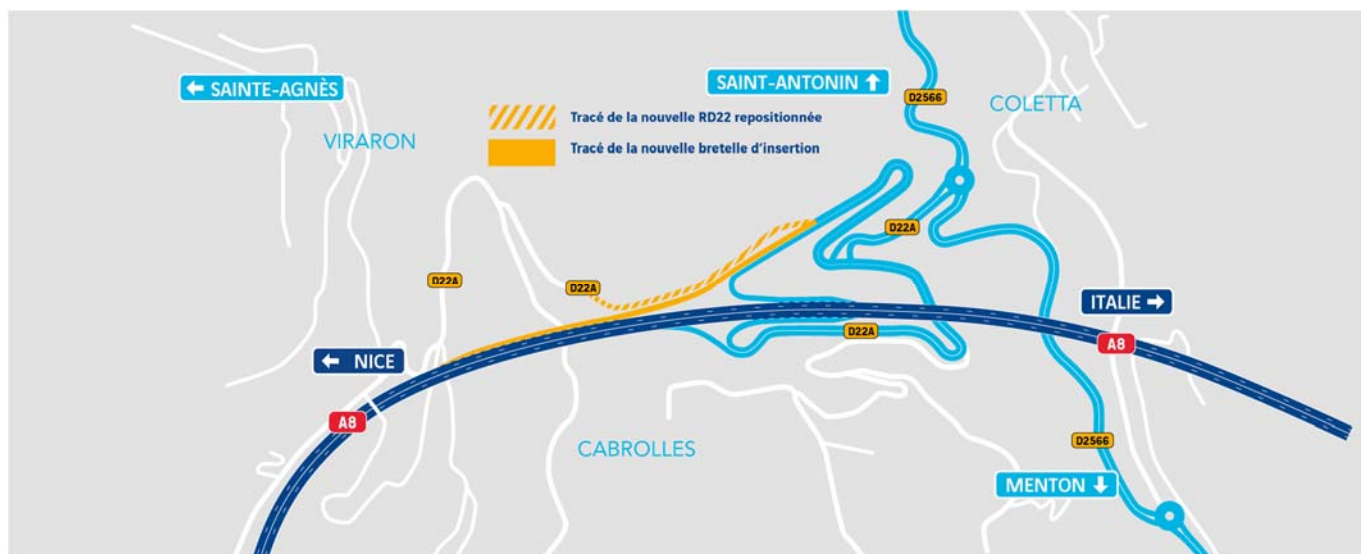 ← SAINTE-AGNÈS
SAINT-ANTONIN ↑
D2566
COLETTA
Tracé de la nouvelle RD22 repositionnée
VIRARON
Tracé de la nouvelle bretelle d'insertion
D22A
D22A
D22A
ITALIE →
D22A
A8
← NICE
A8
CABROLLES
D2566
MENTON ↓